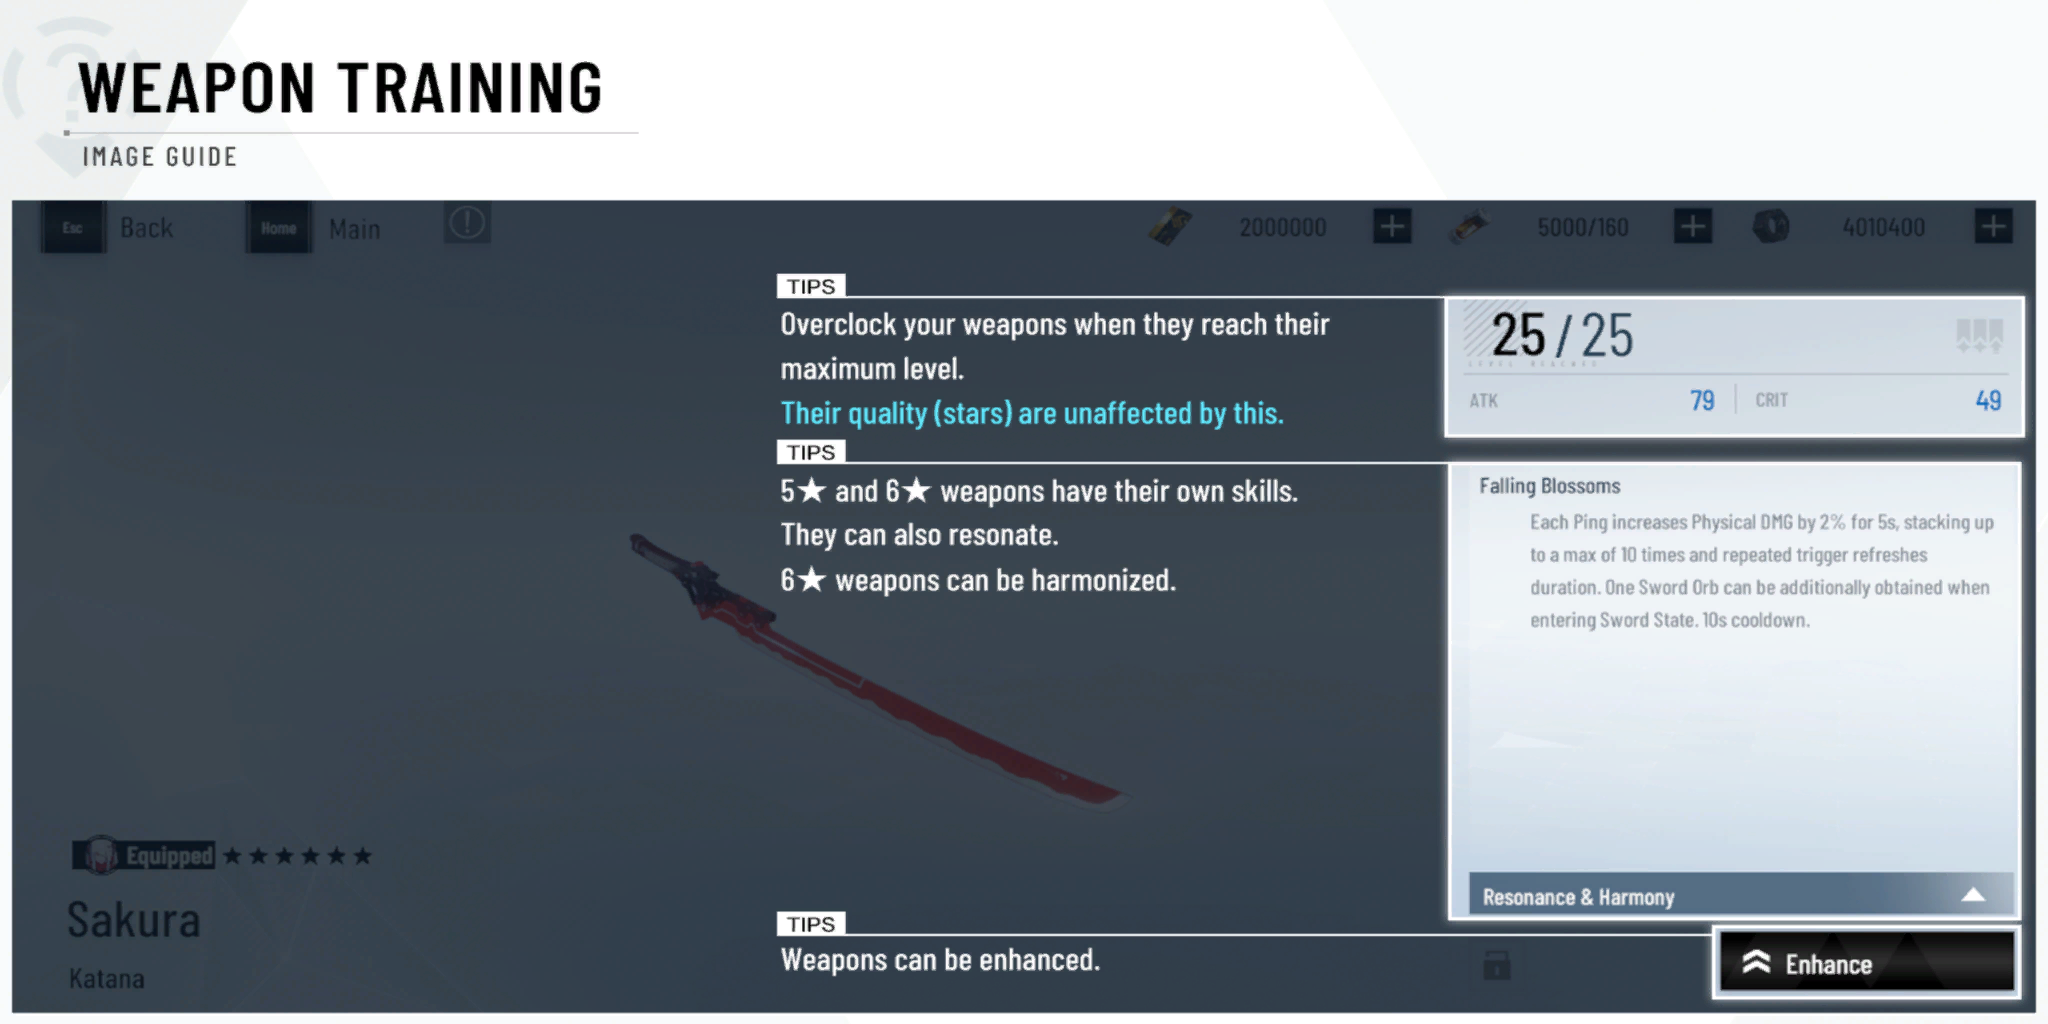 WEAPON TRAINING
IMAGE GUIDE
Esc Back Home Main 2000000 5000/160 4010400
TIPS
Overclock your weapons when they reach their
maximum level.
Their quality (stars) are unaffected by this.
25/25
LEVEL REACHED
ATK 79 CRIT 49
TIPS
5★ and 6★ weapons have their own skills.
They can also resonate.
6★ weapons can be harmonized.
Falling Blossoms
Each Ping increases Physical DMG by 2% for 5s, stacking up
to a max of 10 times and repeated trigger refreshes
duration. One Sword Orb can be additionally obtained when
entering Sword State. 10s cooldown.
Resonance & Harmony
Equipped ★★★★★★
Sakura
Katana
TIPS
Weapons can be enhanced.
Enhance